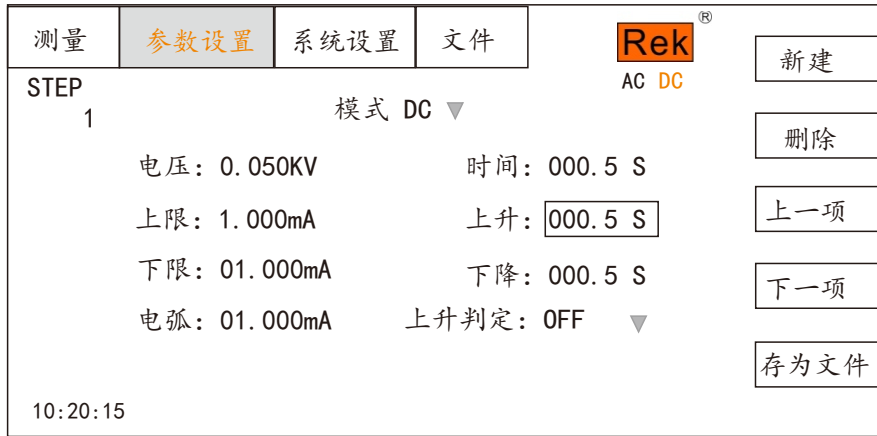 测量 参数设置 系统设置 文件 Rek® 新建
STEP AC DC
1 模式 DC
删除
电压: 0.050KV 时间: 000.5 S
上限: 1.000mA 上升: 000.5 S 上一项
下限: 01.000mA 下降: 000.5 S 下一项
电弧: 01.000mA 上升判定: OFF
存为文件
10:20:15